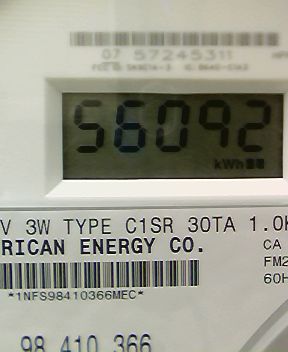 07 57245311
56092
kWh
V 3W TYPE C1SR 30TA 1.0K
RICAN ENERGY CO.
CA
FM2
60H
*1NFS98410366MEC*
98 410 366